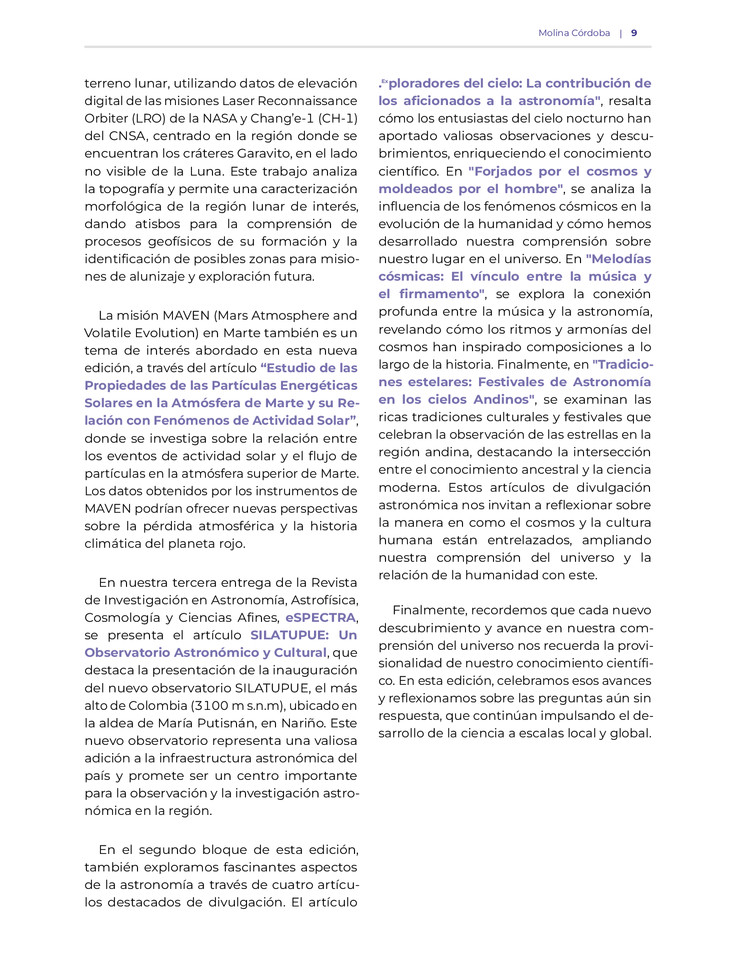 Molina Córdoba | 9
terreno lunar, utilizando datos de elevación
digital de las misiones Laser Reconnaissance
Orbiter (LRO) de la NASA y Chang’e-1 (CH-1)
del CNSA, centrado en la región donde se
encuentran los cráteres Garavito, en el lado
no visible de la Luna. Este trabajo analiza
la topografía y permite una caracterización
morfológica de la región lunar de interés,
dando atisbos para la comprensión de
procesos geofísicos de su formación y la
identificación de posibles zonas para misio-
nes de alunizaje y exploración futura.
La misión MAVEN (Mars Atmosphere and
Volatile Evolution) en Marte también es un
tema de interés abordado en esta nueva
edición, a través del artículo “Estudio de las
Propiedades de las Partículas Energéticas
Solares en la Atmósfera de Marte y su Re-
lación con Fenómenos de Actividad Solar”,
donde se investiga sobre la relación entre
los eventos de actividad solar y el flujo de
partículas en la atmósfera superior de Marte.
Los datos obtenidos por los instrumentos de
MAVEN podrían ofrecer nuevas perspectivas
sobre la pérdida atmosférica y la historia
climática del planeta rojo.
En nuestra tercera entrega de la Revista
de Investigación en Astronomía, Astrofísica,
Cosmología y Ciencias Afines, eSPECTRA,
se presenta el artículo SILATUPUE: Un
Observatorio Astronómico y Cultural, que
destaca la presentación de la inauguración
del nuevo observatorio SILATUPUE, el más
alto de Colombia (3100 m s.n.m), ubicado en
la aldea de María Putisnán, en Nariño. Este
nuevo observatorio representa una valiosa
adición a la infraestructura astronómica del
país y promete ser un centro importante
para la observación y la investigación astro-
nómica en la región.
En el segundo bloque de esta edición,
también exploramos fascinantes aspectos
de la astronomía a través de cuatro artícu-
los destacados de divulgación. El artículo
.Exploradores del cielo: La contribución de
los aficionados a la astronomía", resalta
cómo los entusiastas del cielo nocturno han
aportado valiosas observaciones y descu-
brimientos, enriqueciendo el conocimiento
científico. En "Forjados por el cosmos y
moldeados por el hombre", se analiza la
influencia de los fenómenos cósmicos en la
evolución de la humanidad y cómo hemos
desarrollado nuestra comprensión sobre
nuestro lugar en el universo. En "Melodías
cósmicas: El vínculo entre la música y
el firmamento", se explora la conexión
profunda entre la música y la astronomía,
revelando cómo los ritmos y armonías del
cosmos han inspirado composiciones a lo
largo de la historia. Finalmente, en "Tradicio-
nes estelares: Festivales de Astronomía
en los cielos Andinos", se examinan las
ricas tradiciones culturales y festivales que
celebran la observación de las estrellas en la
región andina, destacando la intersección
entre el conocimiento ancestral y la ciencia
moderna. Estos artículos de divulgación
astronómica nos invitan a reflexionar sobre
la manera en como el cosmos y la cultura
humana están entrelazados, ampliando
nuestra comprensión del universo y la
relación de la humanidad con este.
Finalmente, recordemos que cada nuevo
descubrimiento y avance en nuestra com-
prensión del universo nos recuerda la provi-
sionalidad de nuestro conocimiento científi-
co. En esta edición, celebramos esos avances
y reflexionamos sobre las preguntas aún sin
respuesta, que continúan impulsando el de-
sarrollo de la ciencia a escalas local y global.